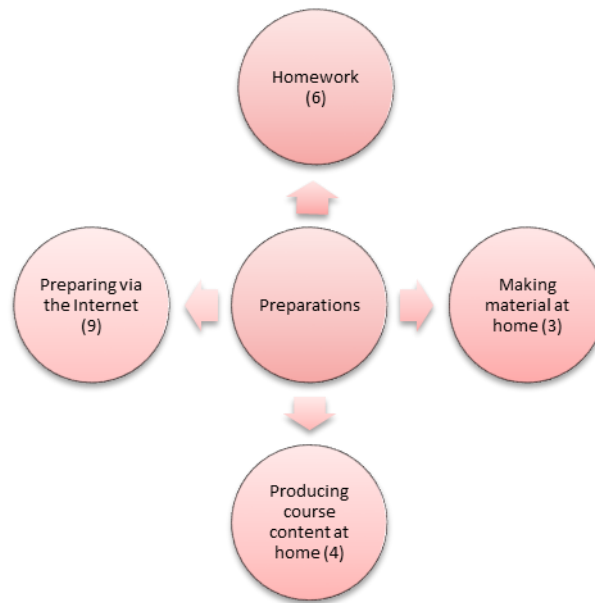 Homework
(6)
Preparing via
the Internet
(9)
Preparations
Making
material at
home (3)
Producing
course
content at
home (4)